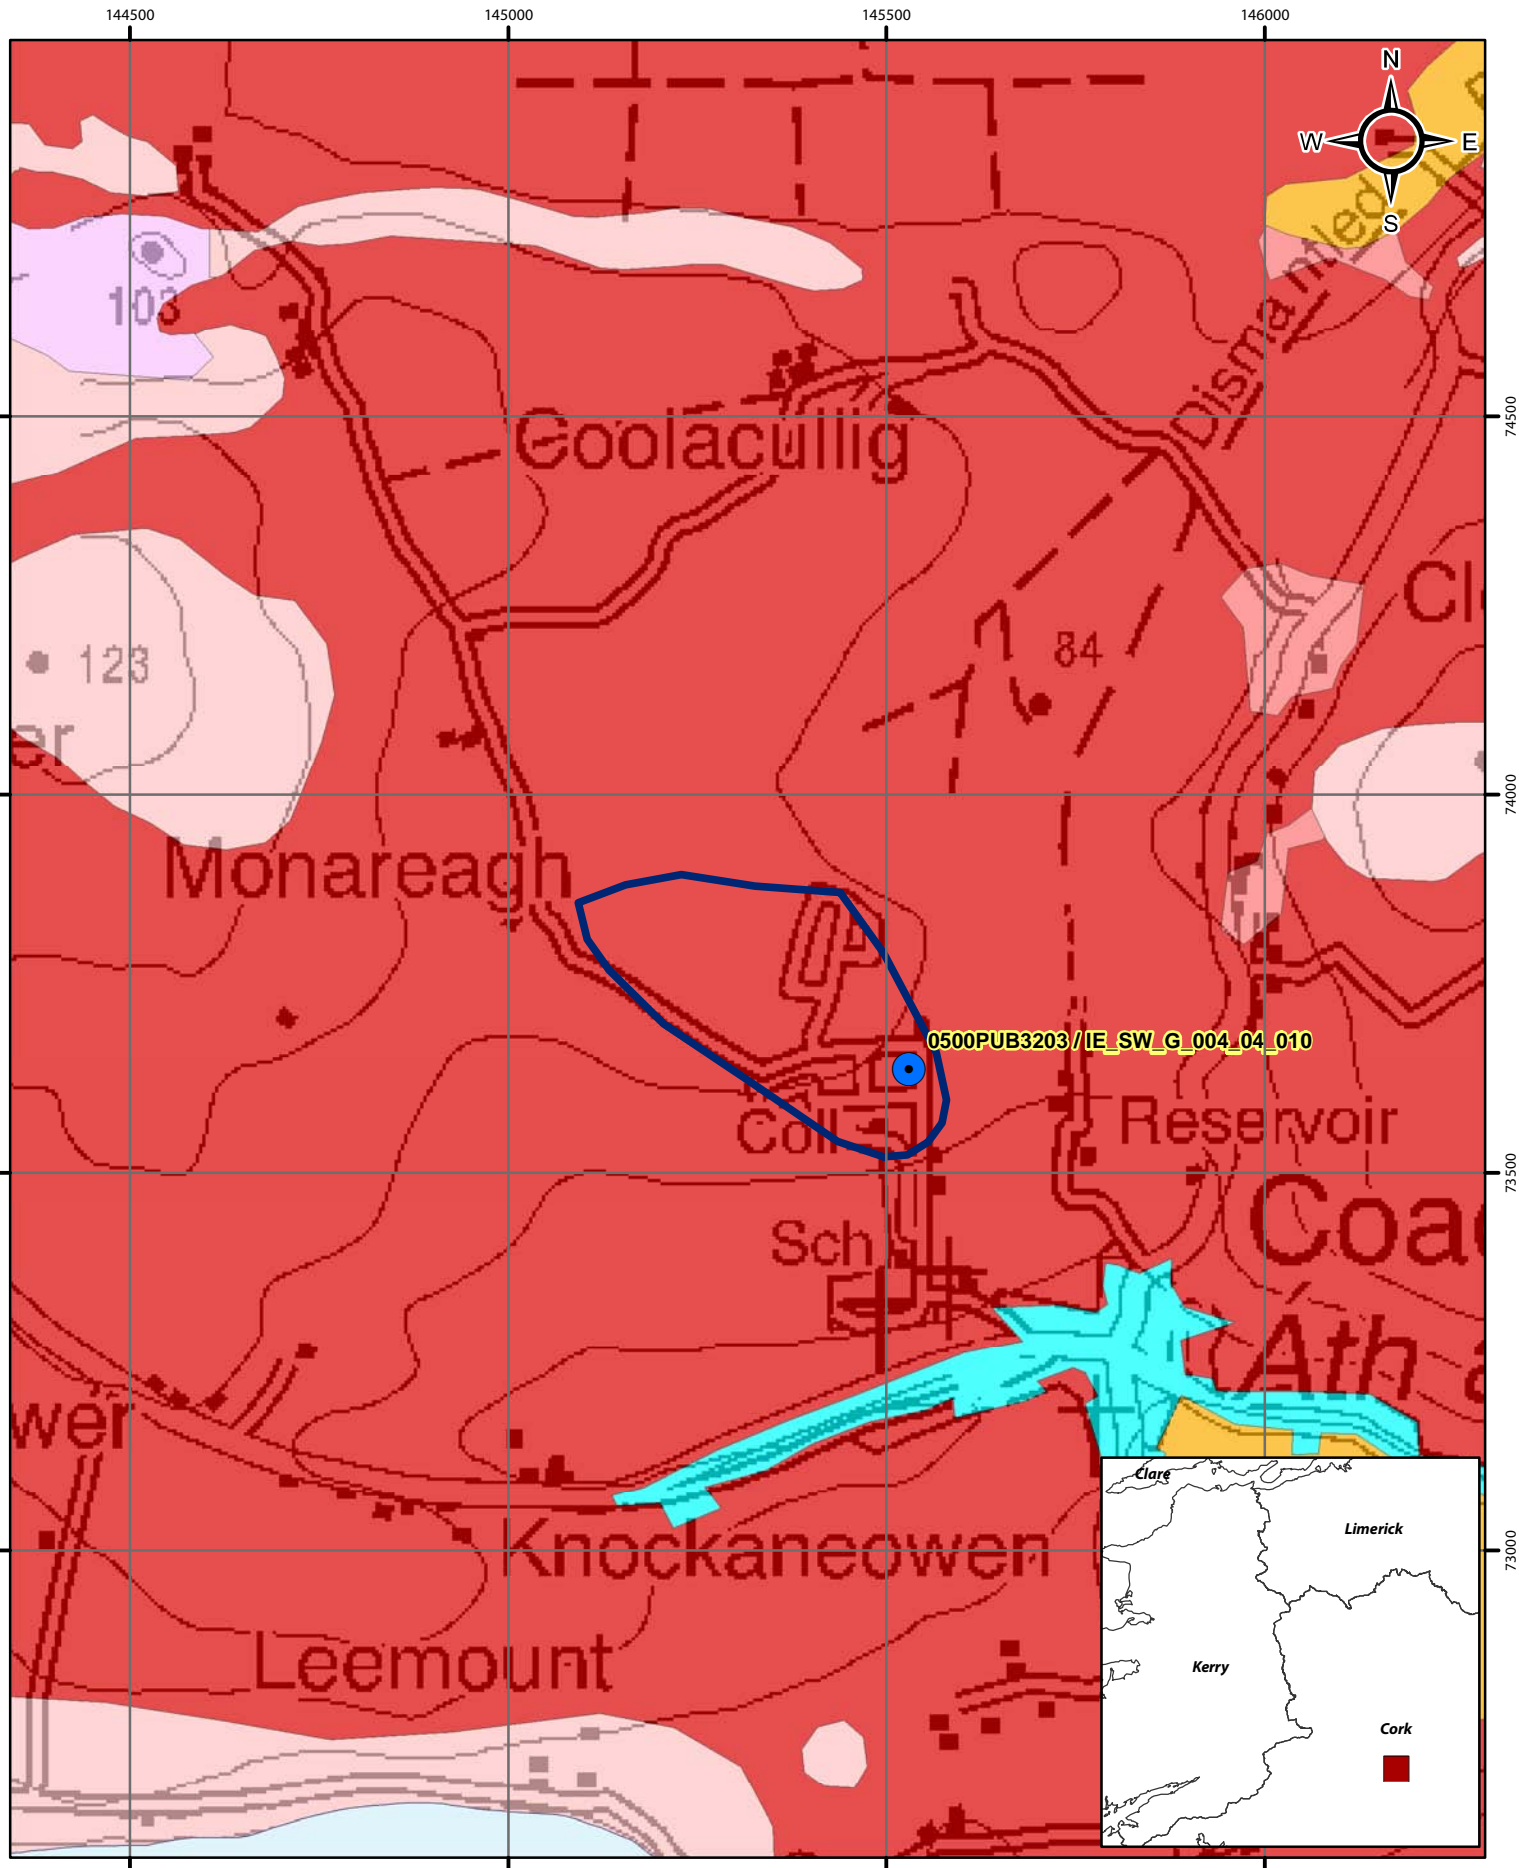 144500 145000 145500 146000
N
W E
S
Dismantled
103
Coolacullig
74500
Cl
123
84
er
74000
Monareagh
0500PUB3203 / IE_SW_G_004_04_010
Coll
Reservoir
73500
Coa
Sch
Áth a
wer
Clare
Knockaneowen
Limerick
73000
Leemount
Kerry
Cork